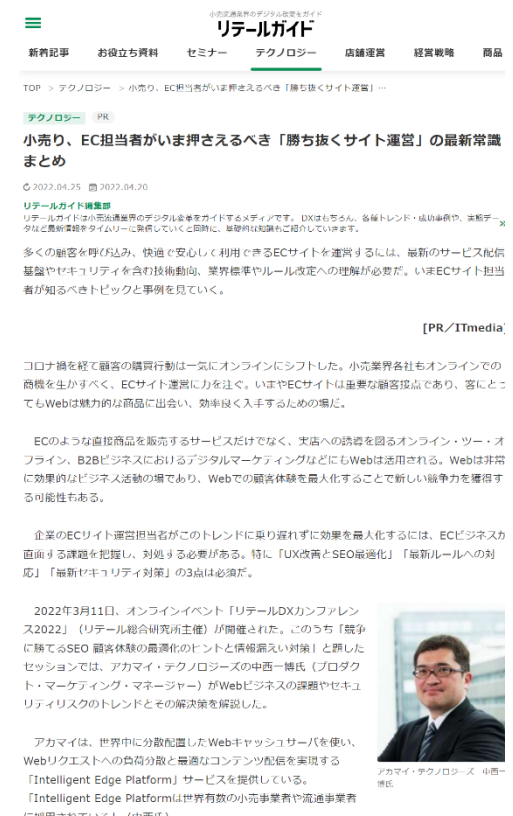 小売流通業界のデジタル改変をガイド
リテールガイド
新着記事 お役立ち資料 セミナー テクノロジー 店舗運営 経営戦略 商品
TOP > テクノロジー > 小売り、EC担当者がいま押さえるべき「勝ち抜くサイト運営」…
テクノロジー PR
小売り、EC担当者がいま押さえるべき「勝ち抜くサイト運営」の最新常識
まとめ
2022.04.25 2022.04.20
リテールガイド編集部
リテールガイドは小売流通業界のデジタル変革をガイドするメディアです。 DXはもちろん、各種トレンド・成功事例や、実態デー
タなど最新情報をタイムリーに発信していくと同時に、基礎的な知識もご紹介していきます。
多くの顧客を呼び込み、快適で安心して利用できるECサイトを運営するには、最新のサービス配信
基盤やセキュリティを含む技術動向、業界標準やルール改定への理解が必要だ。いまECサイト担当
者が知るべきトピックと事例を見ていく。
[PR／ITmedia]
コロナ禍を経て顧客の購買行動は一気にオンラインにシフトした。小売業界各社もオンラインでの
商機を生かすべく、ECサイト運営に力を注ぐ。いまやECサイトは重要な顧客接点であり、客にとっ
てもWebは魅力的な商品に出会い、効率良く入手するための場だ。
ECのような直接商品を販売するサービスだけでなく、実店への誘導を図るオンライン・ツー・オ
フライン、B2BビジネスにおけるデジタルマーケティングなどにもWebは活用される。Webは非常
に効果的なビジネス活動の場であり、Webでの顧客体験を最大化することで新しい競争力を獲得す
る可能性もある。
企業のECサイト運営担当者がこのトレンドに乗り遅れずに効果を最大化するには、ECビジネスが
直面する課題を把握し、対処する必要がある。特に「UX改善とSEO最適化」「最新ルールへの対
応」「最新セキュリティ対策」の3点は必須だ。
2022年3月11日、オンラインイベント「リテールDXカンファレン
ス2022」（リテール総合研究所主催）が開催された。このうち「競争
に勝てるSEO 顧客体験の最適化のヒントと情報漏えい対策」と題した
セッションでは、アカマイ・テクノロジーズの中西一博氏（プロダク
ト・マーケティング・マネージャー）がWebビジネスの課題やセキュ
リティリスクのトレンドとその解決策を解説した。
アカマイは、世界中に分散配置したWebキャッシュサーバを使い、
Webリクエストへの負荷分散と最適なコンテンツ配信を実現する
「Intelligent Edge Platform」サービスを提供している。
「Intelligent Edge Platformは世界有数の小売事業者や流通事業者
に採用されている」（中西氏）
アカマイ・テクノロジーズ 中西一
博氏